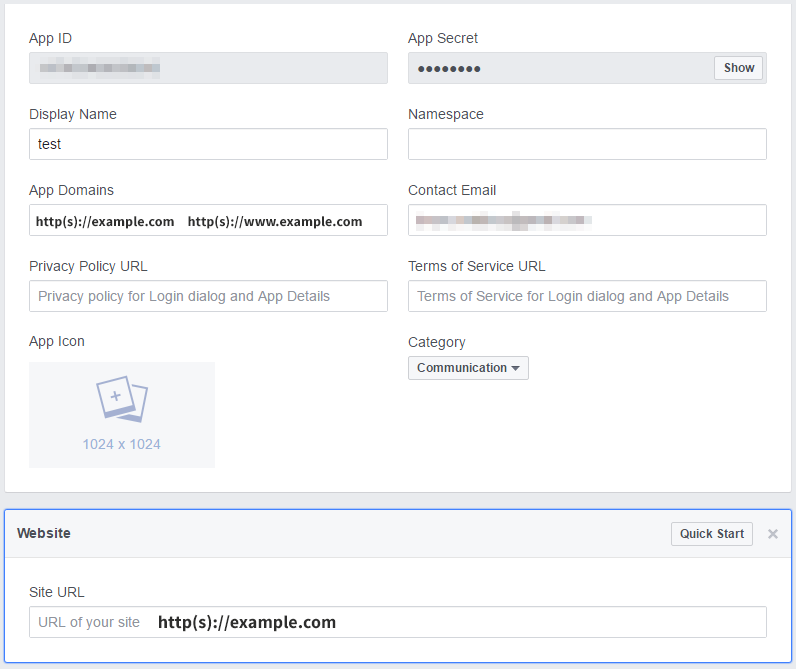 App ID
App Secret
●●●●●●●●
Show
Display Name
Namespace
test
App Domains
Contact Email
http(s)://example.com http(s)://www.example.com
Privacy Policy URL
Terms of Service URL
Privacy policy for Login dialog and App Details
Terms of Service for Login dialog and App Details
App Icon
Category
Communication
1024 x 1024
Website
Quick Start
Site URL
URL of your site http(s)://example.com